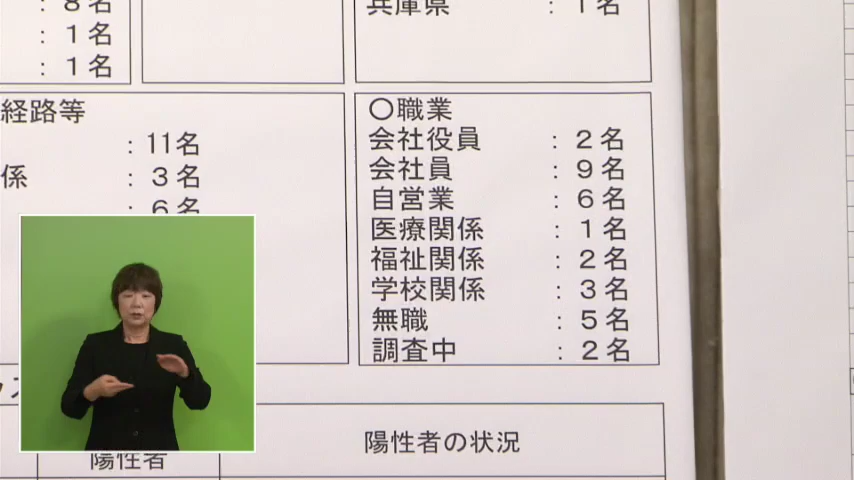 : 8名
: 1名
: 1名
兵庫県 : 1名
経路等
: 11名
係 : 3名
: 6名
〇職業
会社役員 : 2名
会社員 : 9名
自営業 : 6名
医療関係 : 1名
福祉関係 : 2名
学校関係 : 3名
無職 : 5名
調査中 : 2名
陽性者
陽性者の状況